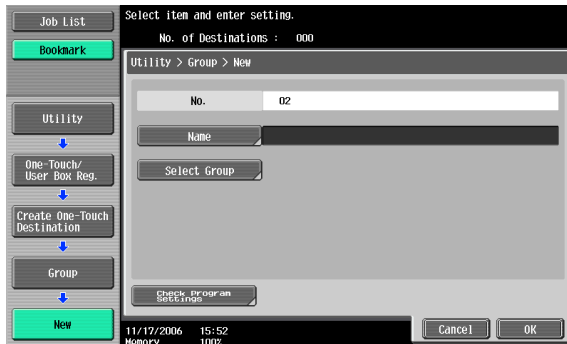 Job List
Bookmark
Utility
One-Touch/
User Box Reg.
Create One-Touch
Destination
Group
New
Select item and enter setting.
No. of Destinations : 000
Utility > Group > New
No. 02
Name
Select Group
Check Program
Settings
11/17/2006 15:52
Memory 100%
Cancel OK